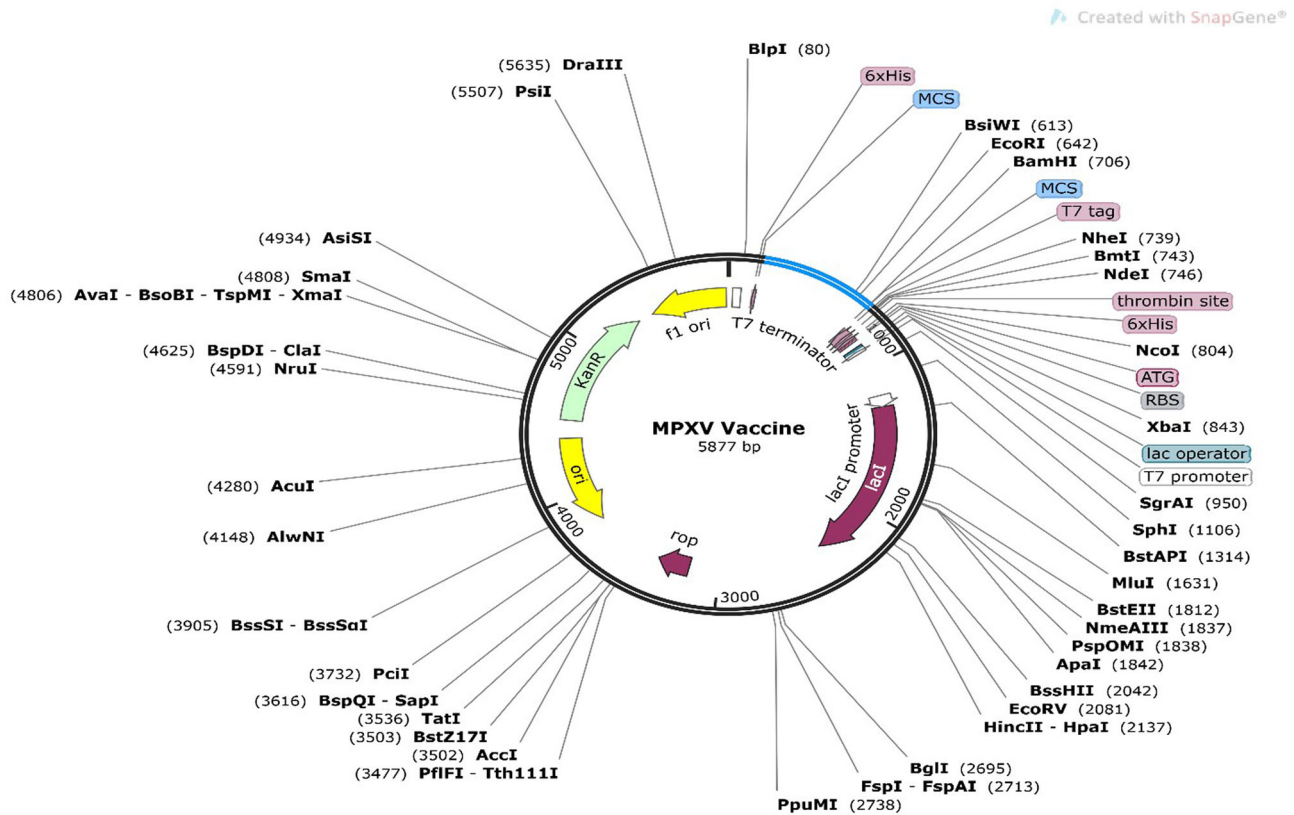 Created with SnapGene®
BlpI (80)
(5635) DraIII
(5507) PsiI
6xHis
MCS
BsiWI (613)
EcoRI (642)
BamHI (706)
MCS
T7 tag
NheI (739)
BmtI (743)
NdeI (746)
thrombin site
6xHis
NcoI (804)
ATG
RBS
XbaI (843)
lac operator
T7 promoter
SgrAI (950)
SphI (1106)
BstAPI (1314)
MluI (1631)
BstEII (1812)
NmeAIII (1837)
PspOMI (1838)
ApaI (1842)
BssHII (2042)
EcoRV (2081)
HincII - HpaI (2137)
BglI (2695)
FspI - FspAI (2713)
PpuMI (2738)
(4934) AsiSI
(4808) SmaI
(4806) AvaI - BsoBI - TspMI - XmaI
(4625) BspDI - ClaI
(4591) NruI
(4280) AcuI
(4148) AlwNI
(3905) BssSI - BssSαI
(3732) PciI
(3616) BspQI - SapI
(3536) TatI
(3503) BstZ17I
(3502) AccI
(3477) PflFI - Tth111I
f1 ori
T7 terminator
KanR
ori
rop
lacI promoter
lacI
1000
2000
3000
4000
5000
MPXV Vaccine
5877 bp